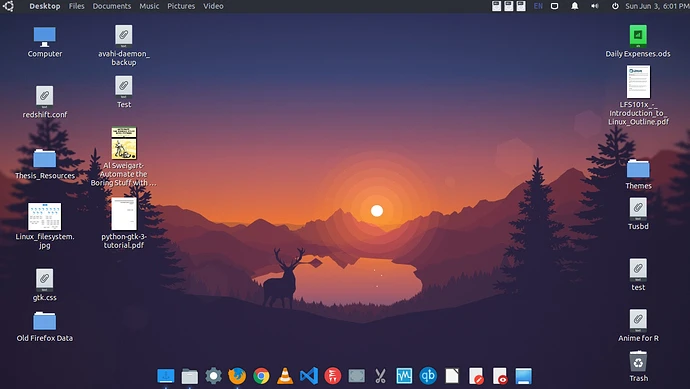 Desktop Files Documents Music Pictures Video
EN Sun Jun 3, 6:01 PM
Computer
avahi-daemon_
backup
Daily Expenses.ods
redshift.conf
Test
LFS101x_-_
Introduction_to_
Linux_Outline.pdf
Thesis_Resources
Al Sweigart-
Automate the
Boring Stuff with ...
Themes
Linux_filesystem.
jpg
python-gtk-3-
tutorial.pdf
Tusbd
gtk.css
test
Old Firefox Data
Anime for R
Trash
qb